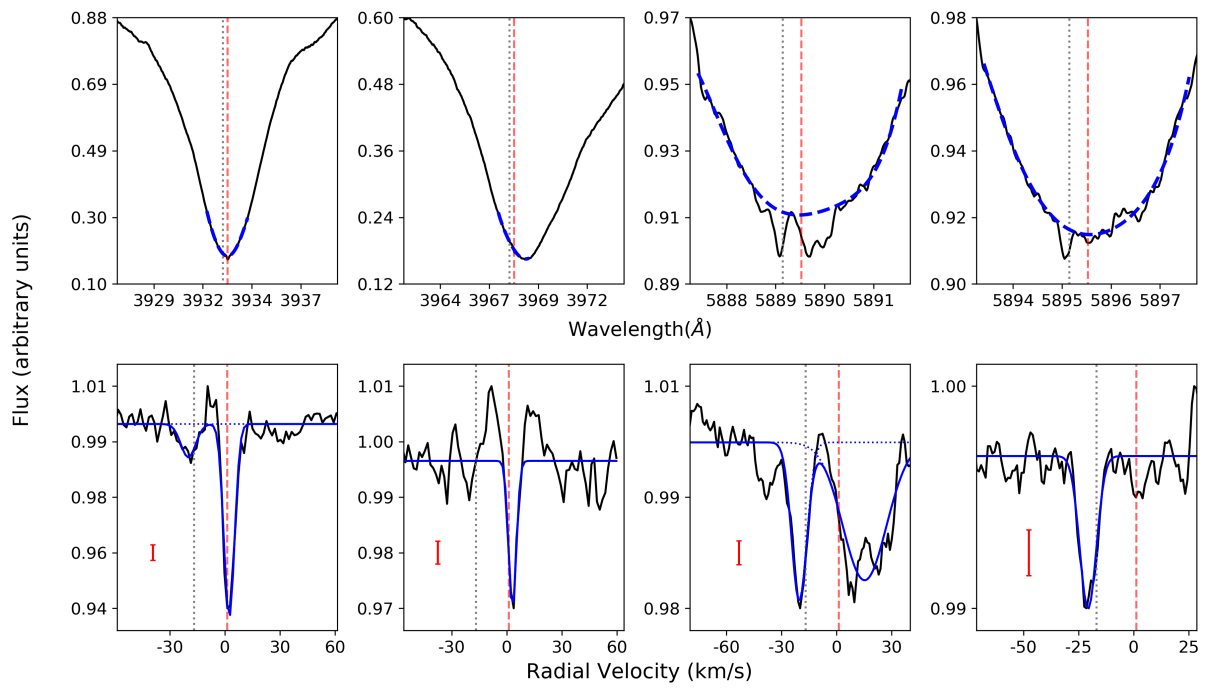 Flux (arbitrary units)
0.88 0.69 0.49 0.30 0.10
3929 3932 3934 3937
0.60 0.48 0.36 0.24 0.12
3964 3967 3969 3972
0.97 0.95 0.93 0.91 0.89
5888 5889 5890 5891
0.98 0.96 0.94 0.92 0.90
5894 5895 5896 5897
Wavelength(Å)
1.01 0.99 0.98 0.96 0.94
-30 0 30 60
1.01 1.00 0.99 0.98 0.97
-30 0 30 60
1.01 0.99 0.98
-60 -30 0 30
1.00 0.99
-50 -25 0 25
Radial Velocity (km/s)